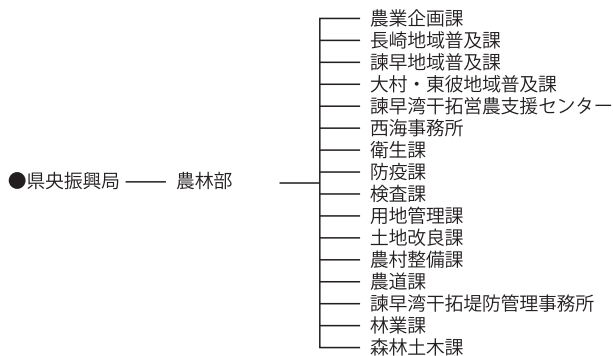 農業企画課
長崎地域普及課
諫早地域普及課
大村・東彼地域普及課
諫早湾干拓営農支援センター
西海事務所
衛生課
防疫課
●県央振興局 農林部
検査課
用地管理課
土地改良課
農村整備課
農道課
諫早湾干拓堤防管理事務所
林業課
森林土木課